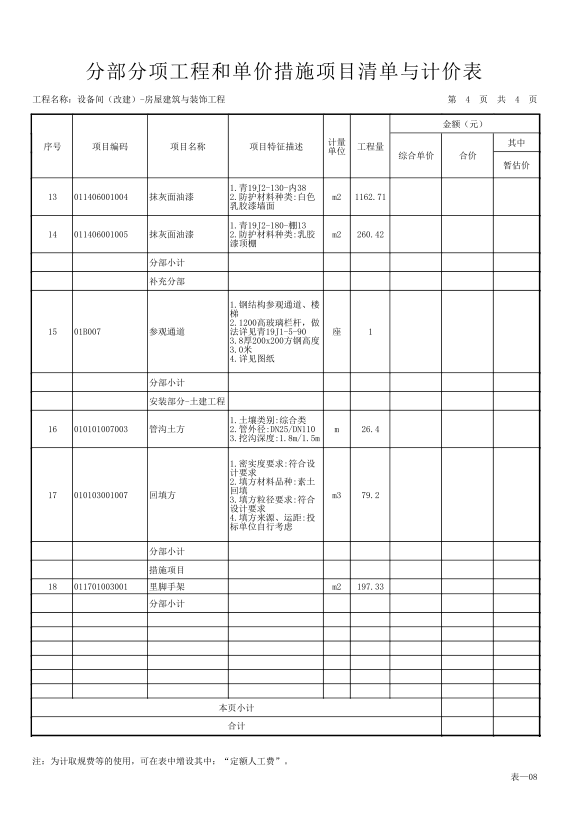 分部分项工程和单价措施项目清单与计价表
工程名称：设备间（改建）-房屋建筑与装饰工程 第 4 页 共 4 页
序号 项目编码 项目名称 项目特征描述 计量单位 工程量 金额（元）
综合单价 合价 其中
暂估价
13 011406001004 抹灰面油漆 1.青19J2-130-内38
2.防护材料种类:白色
乳胶漆墙面 m2 1162.71
14 011406001005 抹灰面油漆 1.青19J2-180-棚13
2.防护材料种类:乳胶
漆顶棚 m2 260.42
分部小计
补充分部
15 01B007 参观通道 1.钢结构参观通道、楼
梯
2.1200高玻璃栏杆，做
法详见青19J1-5-90
3.8厚200x200方钢高度
3.0米
4.详见图纸 座 1
分部小计
安装部分-土建工程
16 010101007003 管沟土方 1.土壤类别:综合类
2.管外径:DN25/DN110
3.挖沟深度:1.8m/1.5m m 26.4
17 010103001007 回填方 1.密实度要求:符合设
计要求
2.填方材料品种:素土
回填
3.填方粒径要求:符合
设计要求
4.填方来源、运距:投
标单位自行考虑 m3 79.2
分部小计
措施项目
18 011701003001 里脚手架 m2 197.33
分部小计
本页小计
合计
注：为计取规费等的使用，可在表中增设其中：“定额人工费”。
表—08